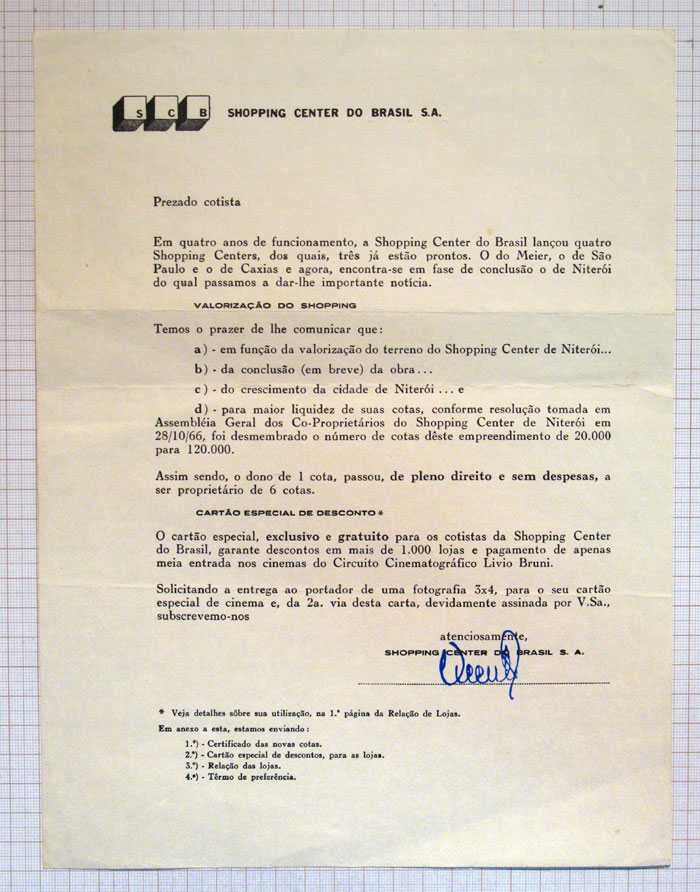 S C B SHOPPING CENTER DO BRASIL S.A.
Prezado cotista
Em quatro anos de funcionamento, a Shopping Center do Brasil lançou quatro
Shopping Centers, dos quais, três já estão prontos. O do Meier, o de São
Paulo e o de Caxias e agora, encontra-se em fase de conclusão o de Niterói
do qual passamos a dar-lhe importante notícia.
VALORIZAÇÃO DO SHOPPING
Temos o prazer de lhe comunicar que:
a) - em função da valorização do terreno do Shopping Center de Niterói...
b) - da conclusão (em breve) da obra...
c) - do crescimento da cidade de Niterói ... e
d) - para maior liquidez de suas cotas, conforme resolução tomada em
Assembléia Geral dos Co-Proprietários do Shopping Center de Niterói em
28/10/66, foi desmembrado o número de cotas dêste empreendimento de 20.000
para 120.000.
Assim sendo, o dono de 1 cota, passou, de pleno direito e sem despesas, a
ser proprietário de 6 cotas.
CARTÃO ESPECIAL DE DESCONTO*
O cartão especial, exclusivo e gratuito para os cotistas da Shopping Center
do Brasil, garante descontos em mais de 1.000 lojas e pagamento de apenas
meia entrada nos cinemas do Circuito Cinematográfico Livio Bruni.
Solicitando a entrega ao portador de uma fotografia 3x4, para o seu cartão
especial de cinema e, da 2a. via desta carta, devidamente assinada por V.Sa.,
subscrevemo-nos
atenciosamente,
SHOPPING CENTER DO BRASIL S. A.
* Veja detalhes sôbre sua utilização, na 1.ª página da Relação de Lojas.
Em anexo a esta, estamos enviando:
1.º) - Certificado das novas cotas.
2.º) - Cartão especial de descontos, para as lojas.
3.º) - Relação das lojas.
4.º) - Têrmo de preferência.